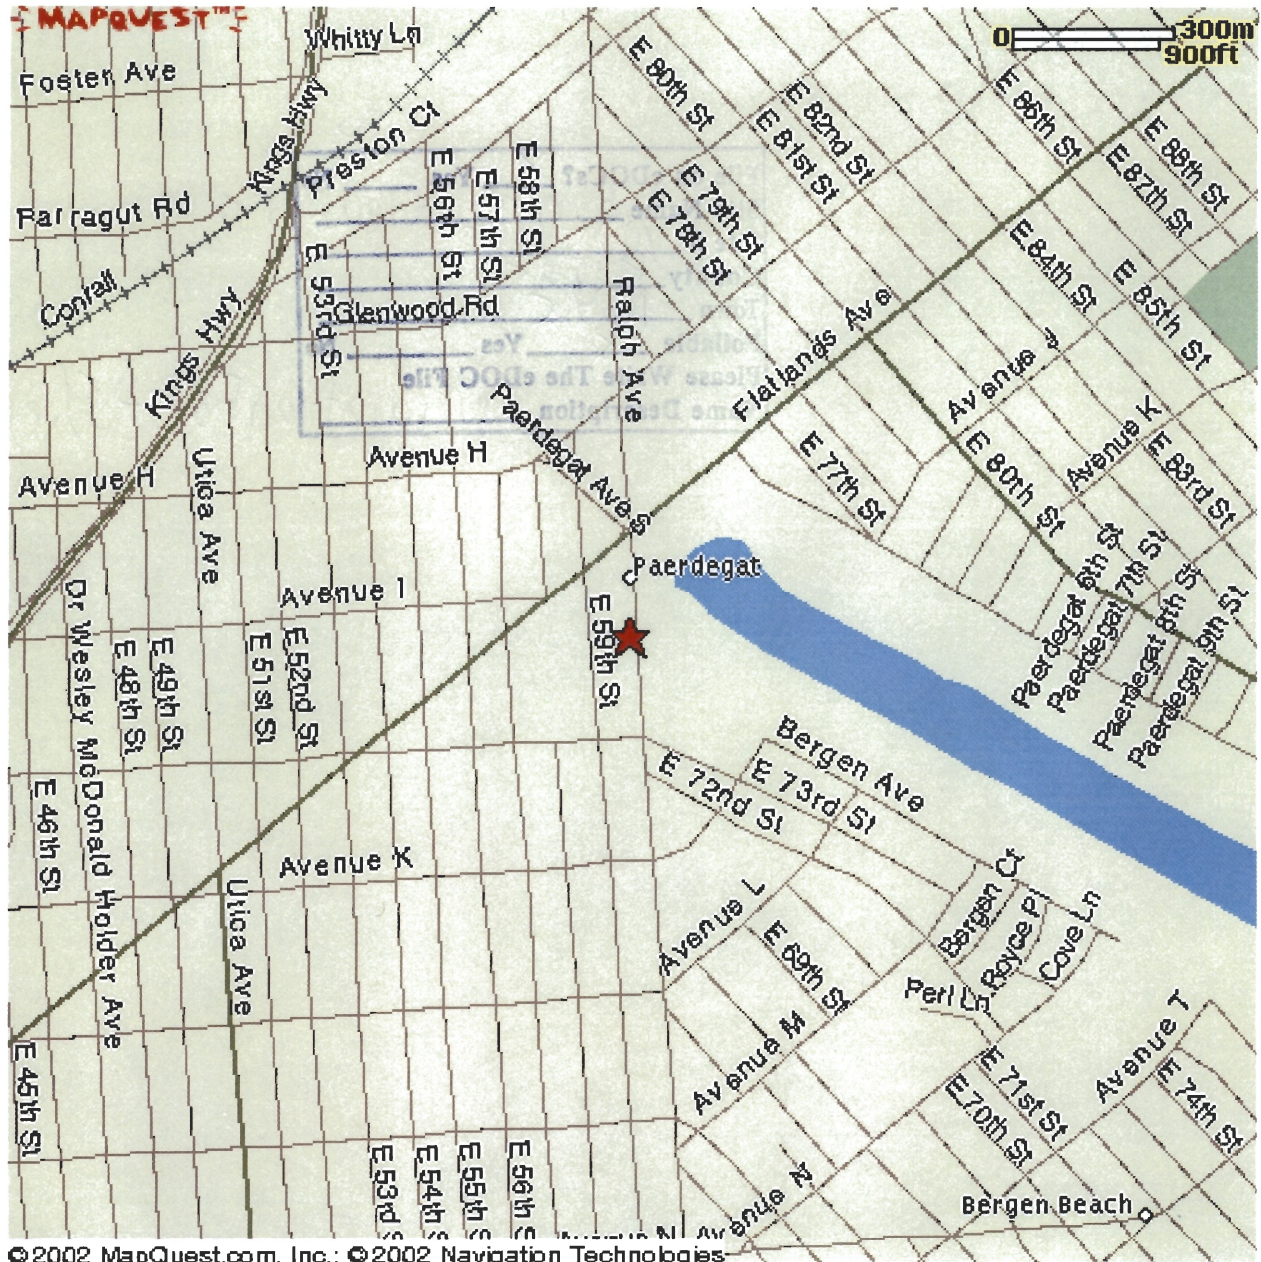 MAPQUEST™
0 300m
900ft
Whitty Ln
Foster Ave
Kings Hwy
Preston Ct
E 80th St
E 82nd St
E 81st St
E 86th St
E 88th St
E 87th St
Farragut Rd
E 56th St
E 57th St
E 58th St
E 79th St
E 78th St
Conrail
E 53rd St
Glenwood Rd
Ralph Ave
E 84th St
E 85th St
Kings Hwy
Flatlands Ave
Avenue J
Paerdegat Ave S
Avenue H
Avenue H
Utica Ave
E 77th St
E 80th St
Avenue K
E 83rd St
Paerdegat
Avenue I
E 59th St
Paerdegat 6th St
Paerdegat 7th St
Paerdegat 8th St
Paerdegat 9th St
Dr Wesley McDonald Holder Ave
E 48th St
E 49th St
E 51st St
E 52nd St
E 46th St
Bergen Ave
E 72nd St
E 73rd St
Avenue K
Utica Ave
Avenue L
E 69th St
Bergen Ct
Royce Pl
Cove Ln
Perl Ln
Avenue M
E 71st St
E 70th St
Avenue T
E 74th St
E 45th St
E 53rd S
E 54th S
E 55th S
E 56th S
Avenue N
Avenue N
Bergen Beach
©2002 MapQuest.com, Inc.; ©2002 Navigation Technologies